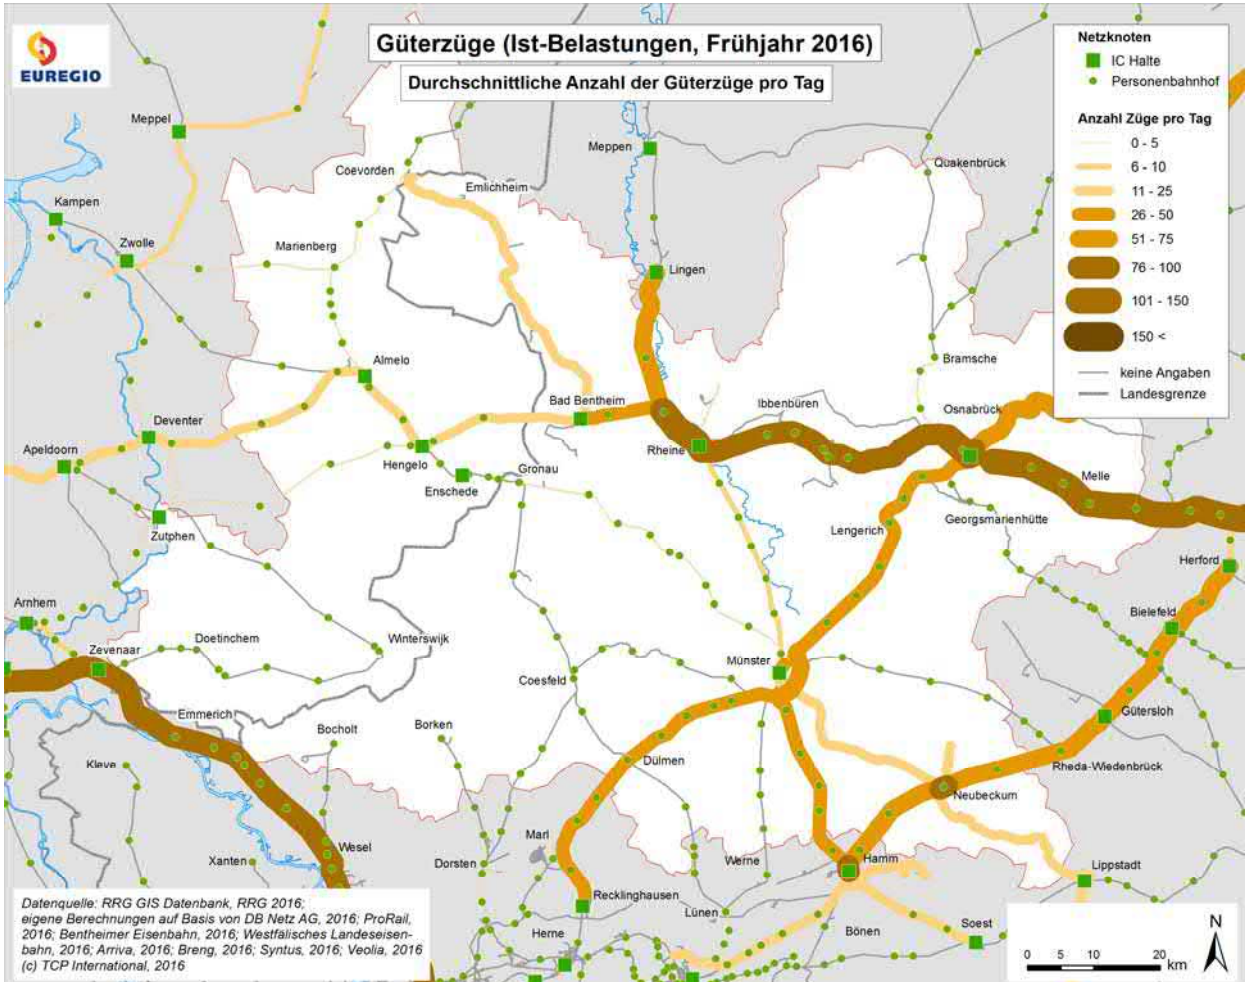 EUREGIO
Güterzüge (Ist-Belastungen, Frühjahr 2016)
Durchschnittliche Anzahl der Güterzüge pro Tag
Netzknoten
IC Halte
Personenbahnhof
Anzahl Züge pro Tag
0 - 5
6 - 10
11 - 25
26 - 50
51 - 75
76 - 100
101 - 150
150 <
keine Angaben
Landesgrenze
Meppel
Meppen
Quakenbrück
Coevorden
Emlichheim
Kampen
Zwolle
Marienberg
Lingen
Almelo
Bramsche
Bad Bentheim
Ibbenbüren
Osnabrück
Deventer
Apeldoorn
Hengelo
Rheine
Gronau
Enschede
Melle
Georgsmarienhütte
Lengerich
Zutphen
Herford
Arnhem
Bielefeld
Doetinchem
Winterswijk
Zevenaar
Münster
Coesfeld
Emmerich
Gütersloh
Bocholt
Borken
Kleve
Dülmen
Rheda-Wiedenbrück
Neubeckum
Wesel
Marl
Xanten
Dorsten
Werne
Hamm
Lippstadt
Recklinghausen
Lünen
Soest
Herne
Bönen
Datenquelle: RRG GIS Datenbank, RRG 2016;
eigene Berechnungen auf Basis von DB Netz AG, 2016; ProRail,
2016; Bentheimer Eisenbahn, 2016; Westfälisches Landeseisen-
bahn, 2016; Arriva, 2016; Breng, 2016; Syntus, 2016; Veolia, 2016
(c) TCP International, 2016
N
0 5 10 20
km